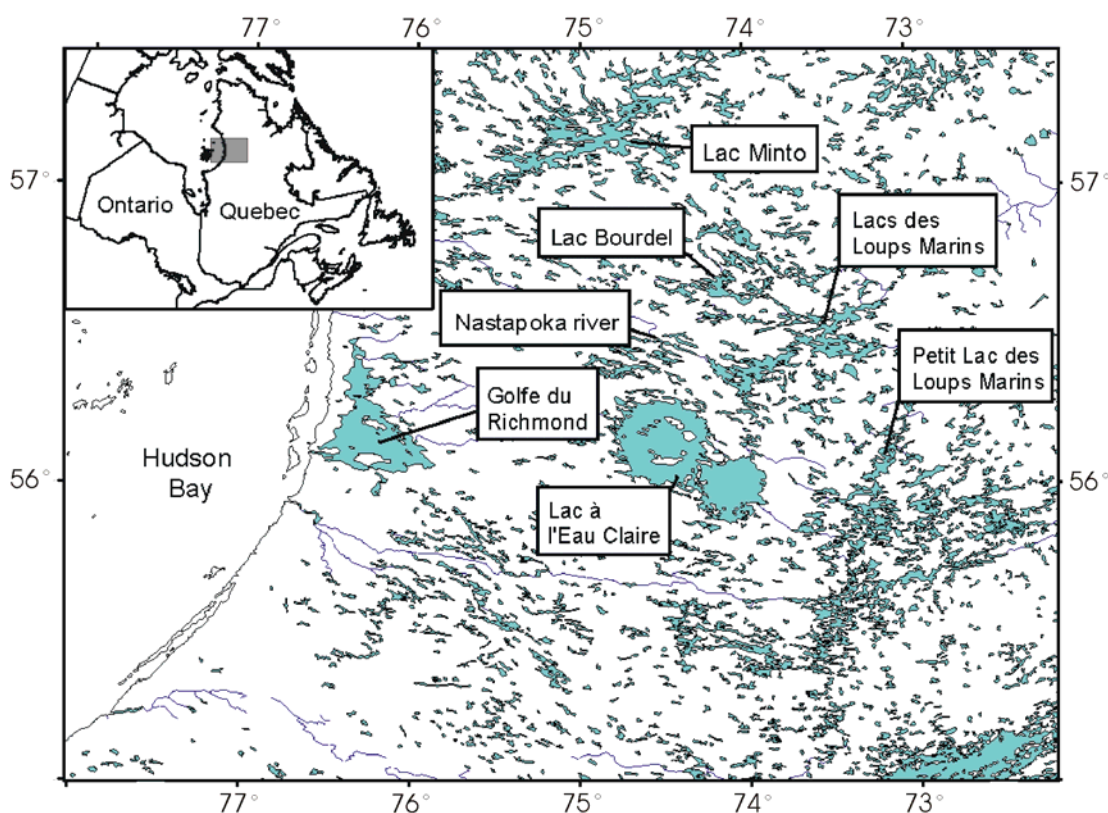 77° 76° 75° 74° 73°
57°
57°
56°
56°
Ontario
Quebec
Lac Minto
Lac Bourdel
Lacs des
Loups Marins
Nastapoka river
Petit Lac des
Loups Marins
Golfe du
Richmond
Hudson
Bay
Lac à
l'Eau Claire
77° 76° 75° 74° 73°